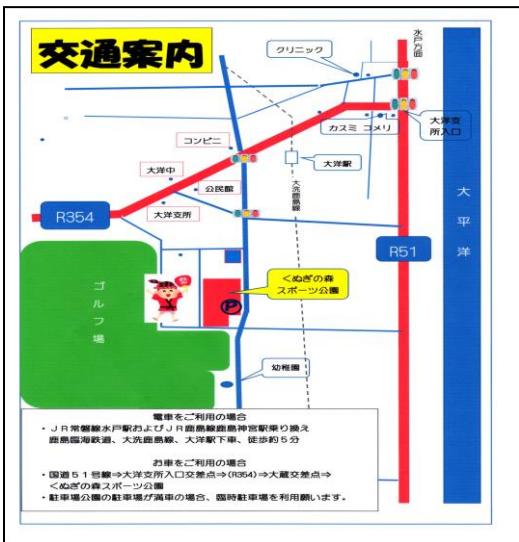 交通案内
水戸方面
クリニック
カスミ コメリ
大洋支
所入口
コンビニ
大洋駅
大洋中
公民館
大洗鹿島線
大洋支所
R354
R51
大平洋
くぬぎの森
スポーツ公園
P
ゴルフ場
幼稚園
電車をご利用の場合
・ＪＲ常磐線水戸駅およびＪＲ鹿島線鹿島神宮駅乗り換え
鹿島臨海鉄道、大洗鹿島線、大洋駅下車、徒歩約５分
お車をご利用の場合
・国道５１号線⇒大洋支所入口交差点⇒(R354)⇒大蔵交差点⇒
くぬぎの森スポーツ公園
・駐車場公園の駐車場が満車の場合、臨時駐車場を利用願います。